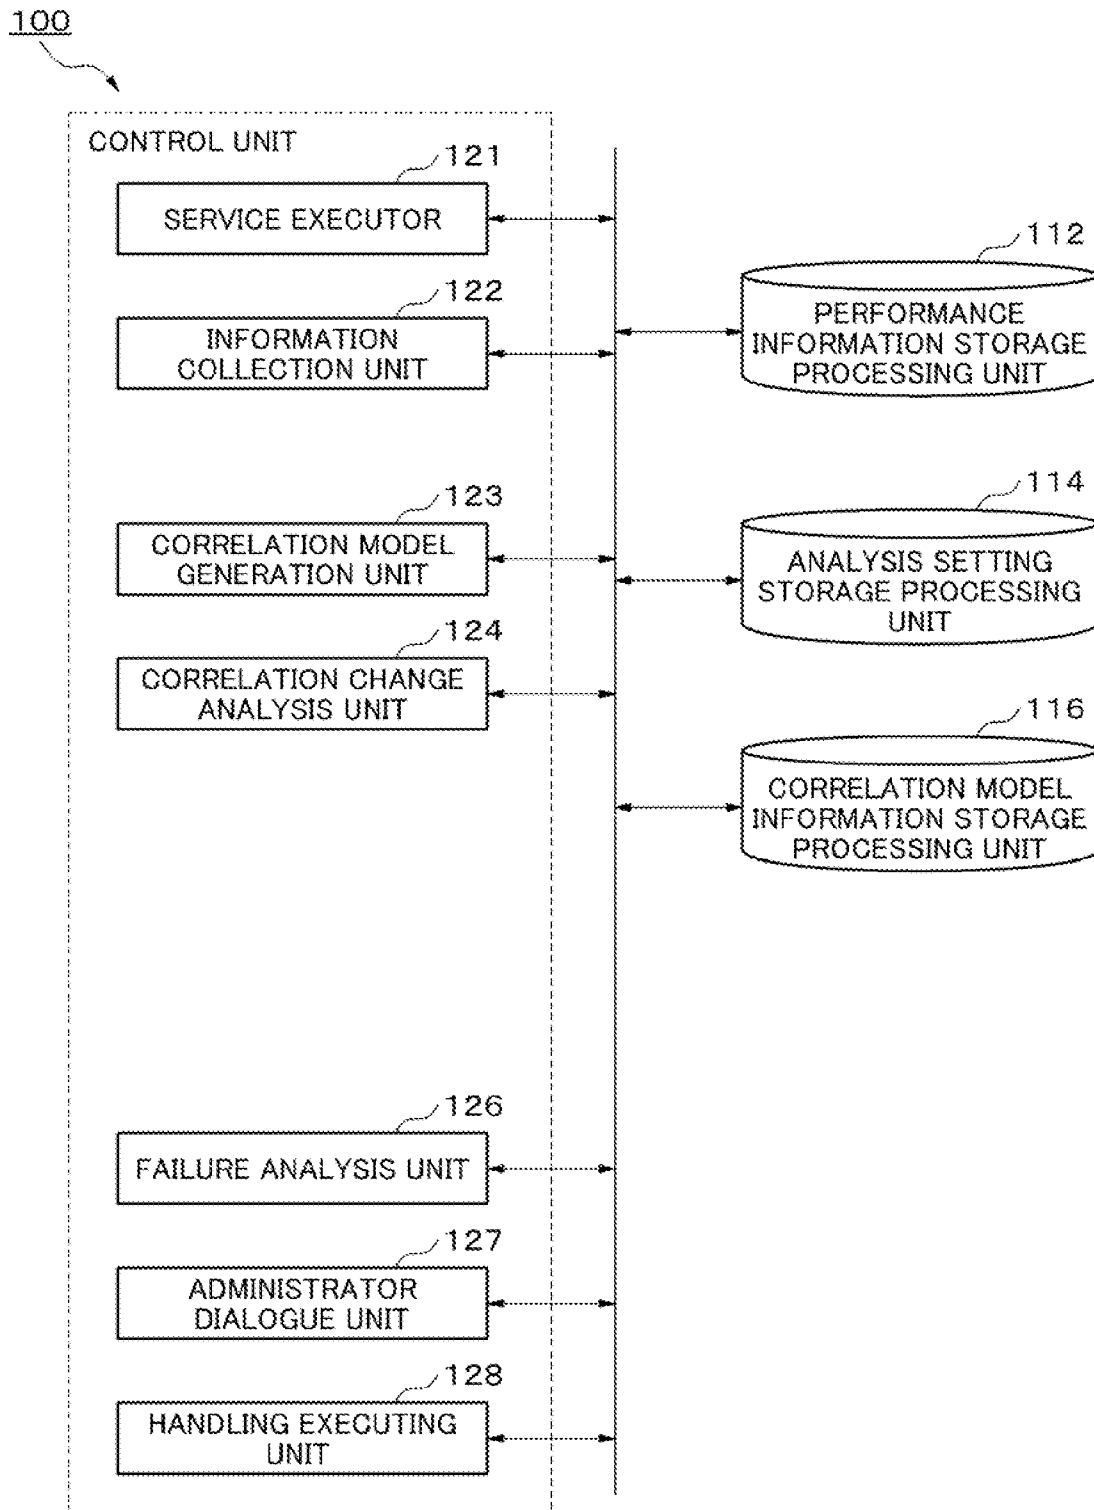 100
CONTROL UNIT
121
SERVICE EXECUTOR
122
INFORMATION
COLLECTION UNIT
112
PERFORMANCE
INFORMATION STORAGE
PROCESSING UNIT
123
CORRELATION MODEL
GENERATION UNIT
114
ANALYSIS SETTING
STORAGE PROCESSING
UNIT
124
CORRELATION CHANGE
ANALYSIS UNIT
116
CORRELATION MODEL
INFORMATION STORAGE
PROCESSING UNIT
126
FAILURE ANALYSIS UNIT
127
ADMINISTRATOR
DIALOGUE UNIT
128
HANDLING EXECUTING
UNIT